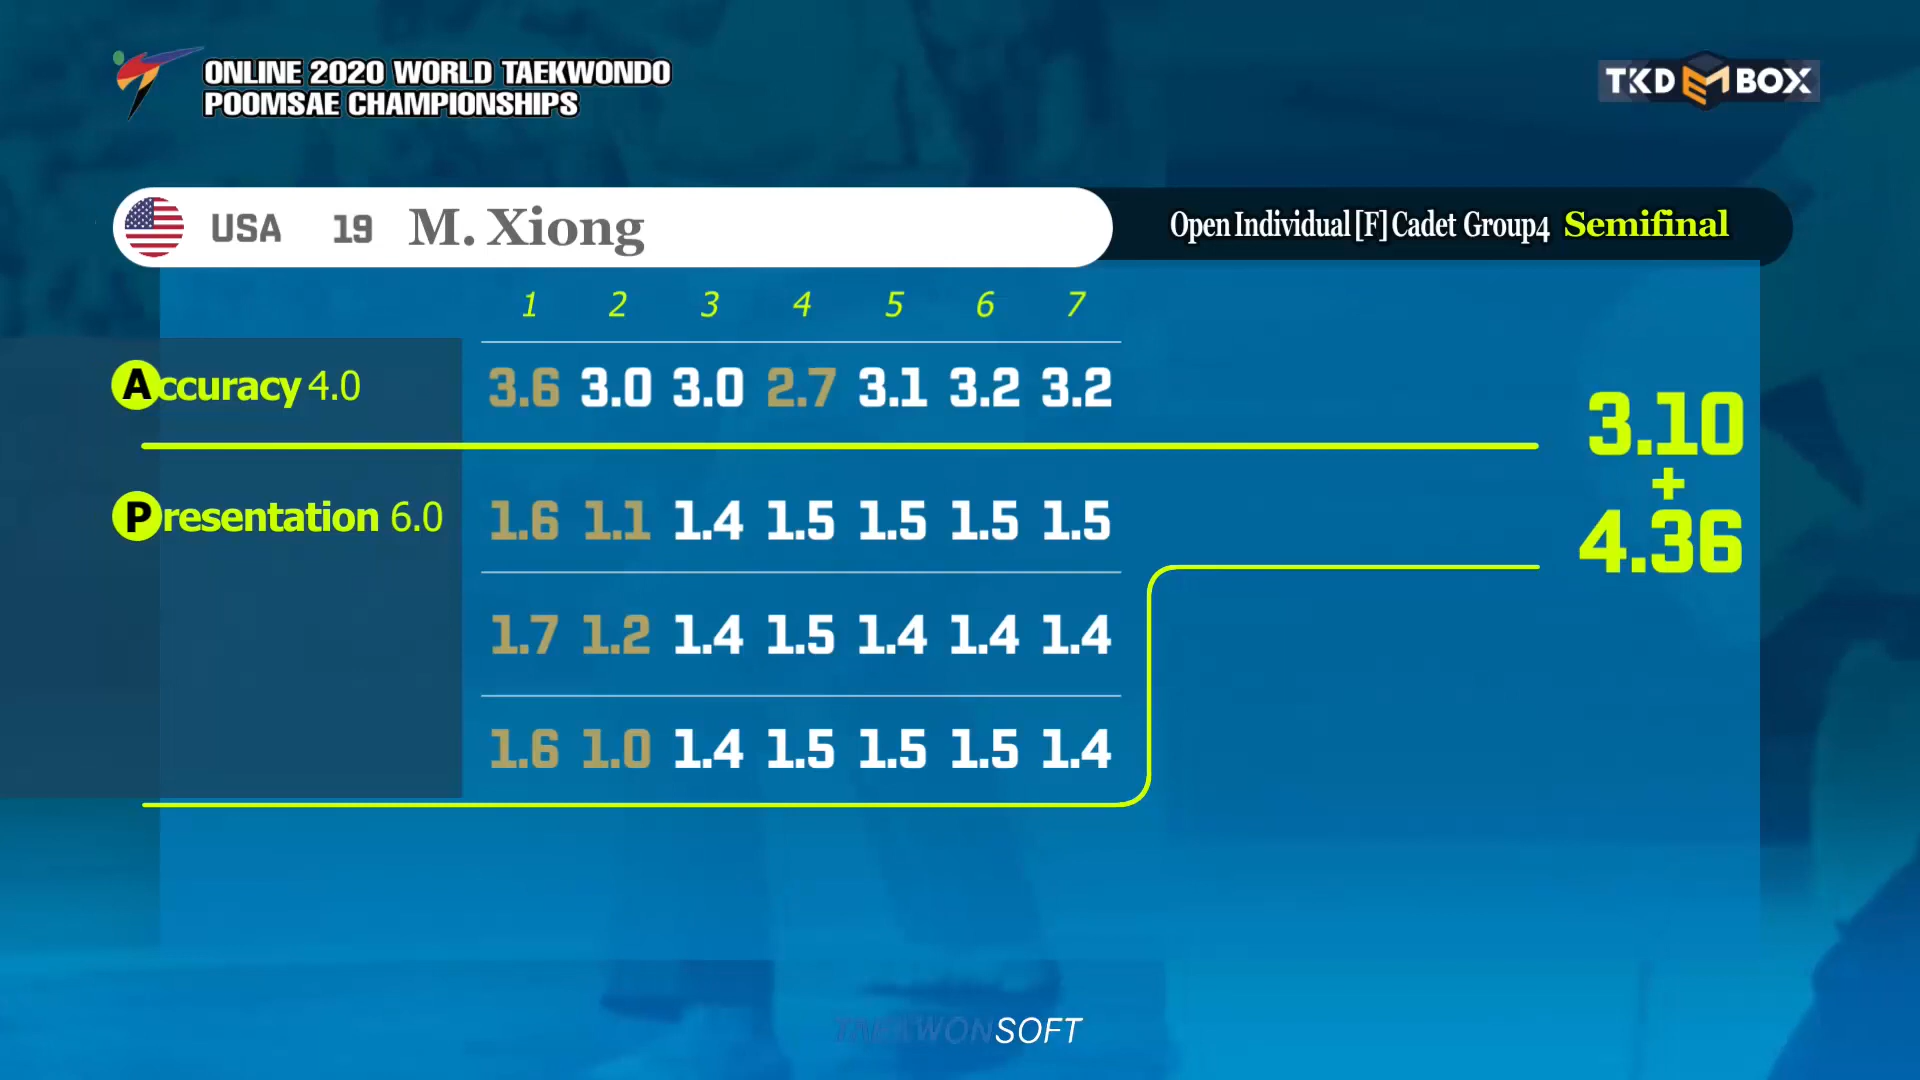 ONLINE 2020 WORLD TAEKWONDO
POOMSAE CHAMPIONSHIPS
TKD BOX
USA 19 M. Xiong
Open Individual [F] Cadet Group4 Semifinal
1 2 3 4 5 6 7
Accuracy 4.0 3.6 3.0 3.0 2.7 3.1 3.2 3.2
3.10
+
4.36
Presentation 6.0 1.6 1.1 1.4 1.5 1.5 1.5 1.5
1.7 1.2 1.4 1.5 1.4 1.4 1.4
1.6 1.0 1.4 1.5 1.5 1.5 1.4
TAEKWONSOFT